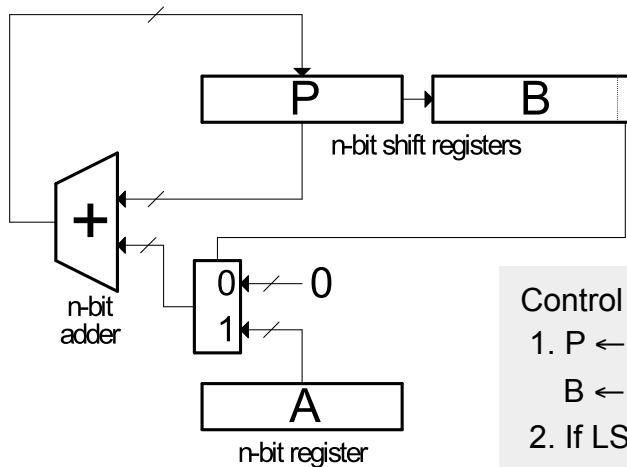 P
B
n-bit shift registers
+
n-bit
adder
0
0
1
A
n-bit register
Control
1. P ←
B ←
2. If LS